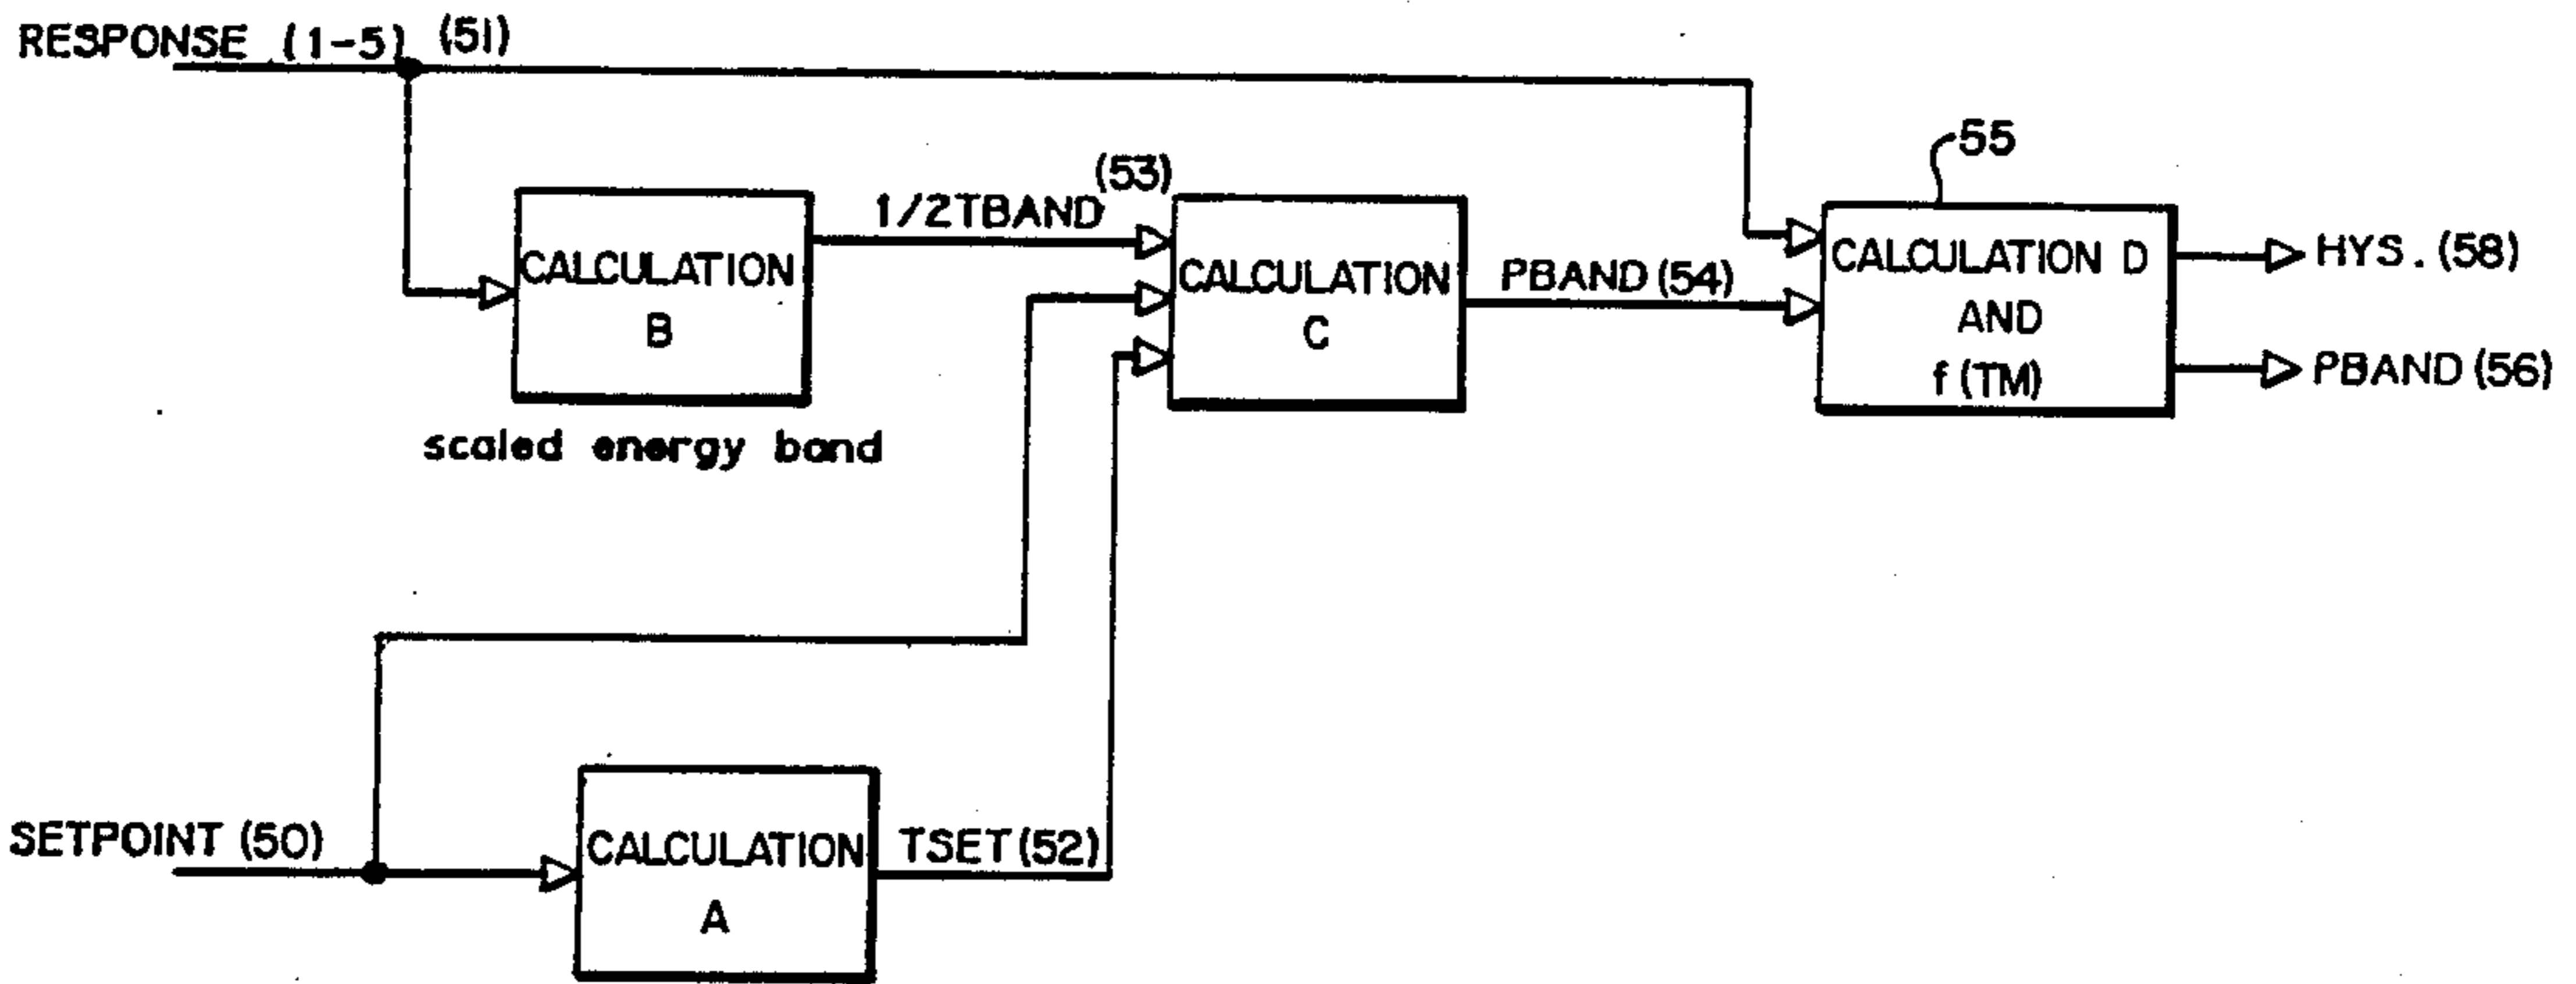 RESPONSE (1-5) (51)
55
(53)
1/2TBAND
CALCULATION
B
CALCULATION
C
PBAND (54)
CALCULATION D
AND
f (TM)
HYS. (58)
PBAND (56)
scaled energy band
SETPOINT (50)
CALCULATION
A
TSET (52)